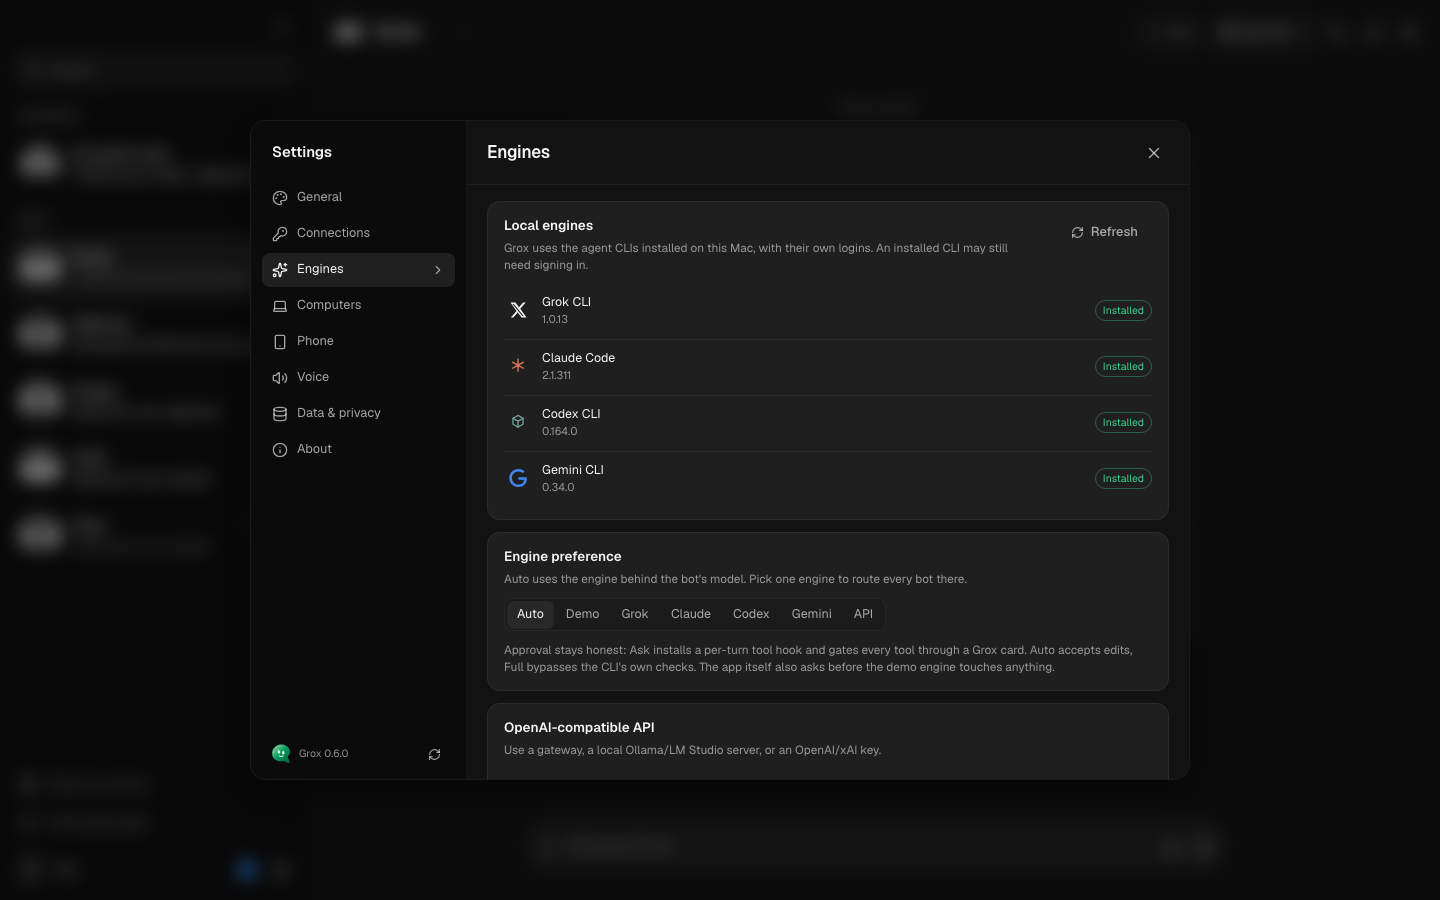 Settings
General
Connections
Engines
Computers
Phone
Voice
Data & privacy
About
Grox 0.6.0
Engines
Local engines
Refresh
Grox uses the agent CLIs installed on this Mac, with their own logins. An installed CLI may still
need signing in.
Grok CLI
1.0.13
Installed
Claude Code
2.1.311
Installed
Codex CLI
0.164.0
Installed
Gemini CLI
0.34.0
Installed
Engine preference
Auto uses the engine behind the bot's model. Pick one engine to route every bot there.
Auto Demo Grok Claude Codex Gemini API
Approval stays honest: Ask installs a per-turn tool hook and gates every tool through a Grox card. Auto accepts edits,
Full bypasses the CLI's own checks. The app itself also asks before the demo engine touches anything.
OpenAI-compatible API
Use a gateway, a local Ollama/LM Studio server, or an OpenAI/xAI key.